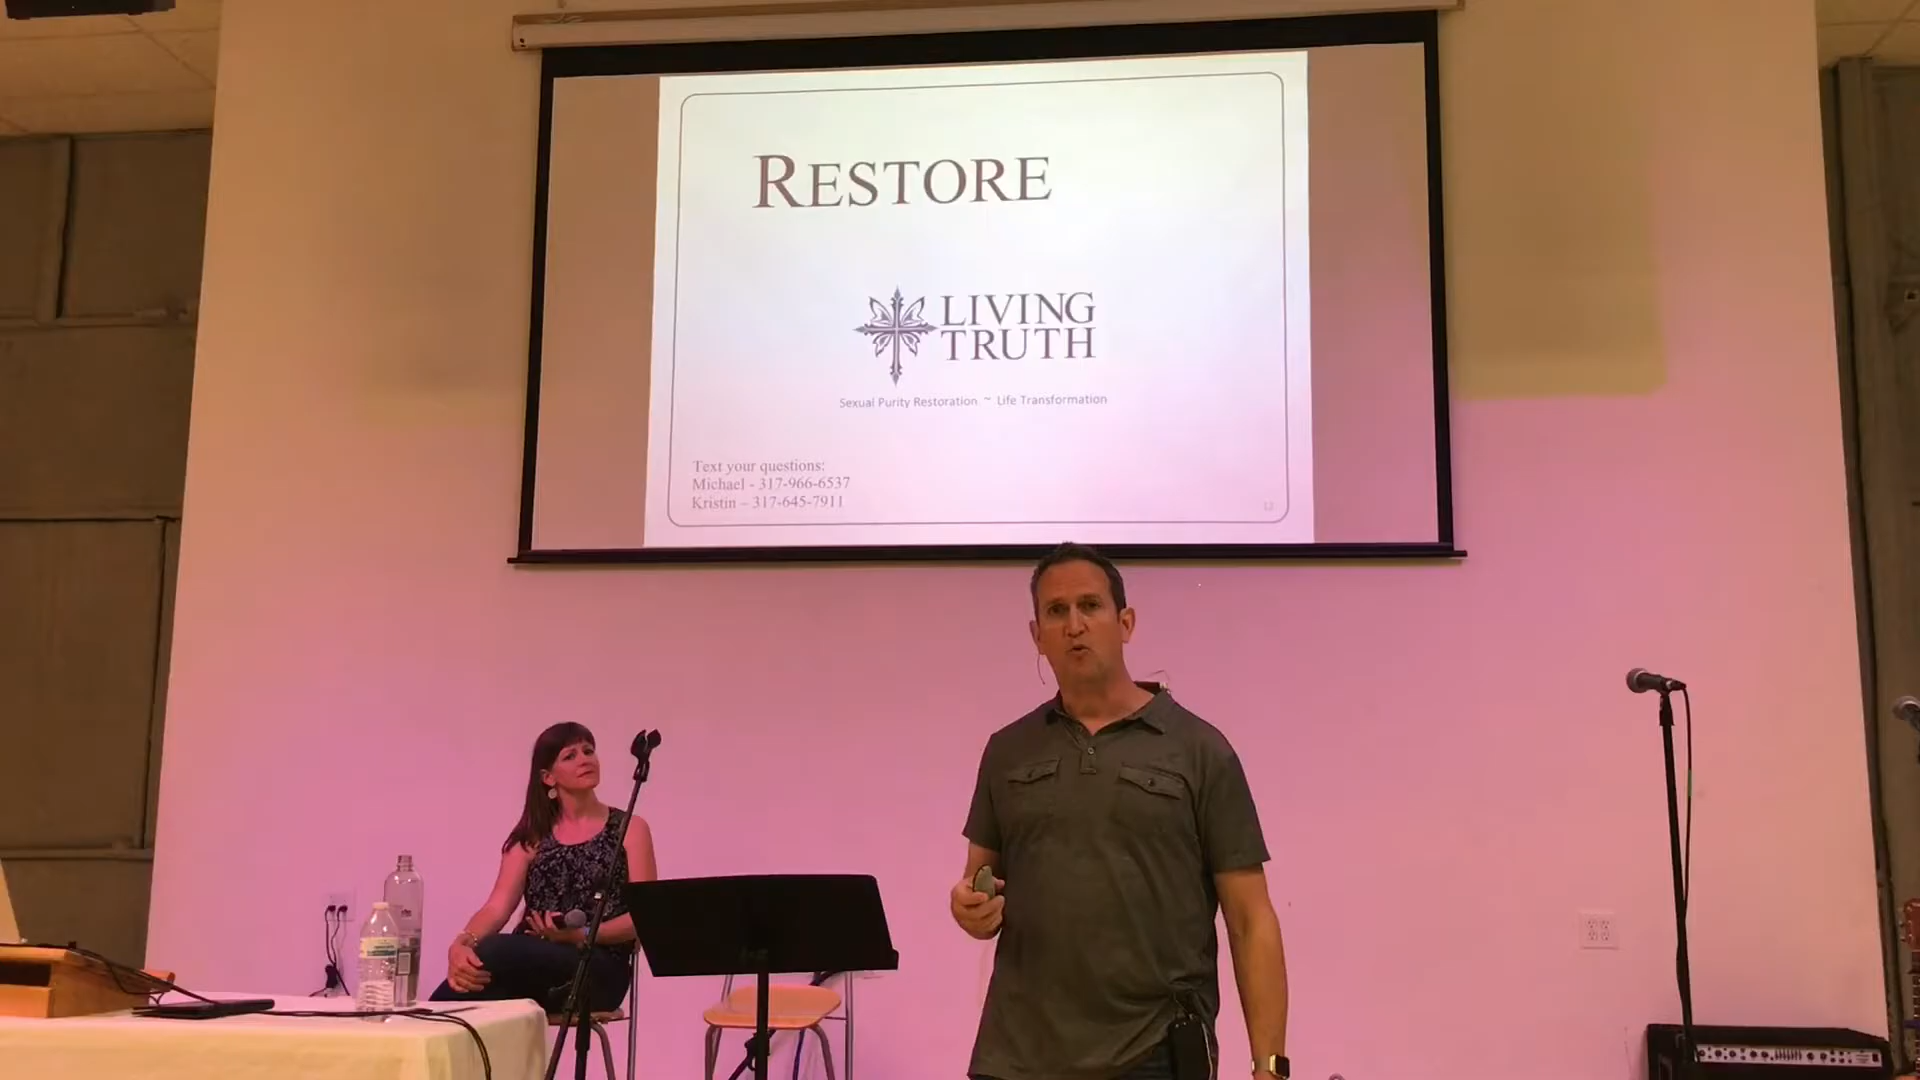 RESTORE
LIVING
TRUTH
Sexual Purity Restoration ~ Life Transformation
Text your questions:
Michael - 317-966-6537
Kristin – 317-645-7911